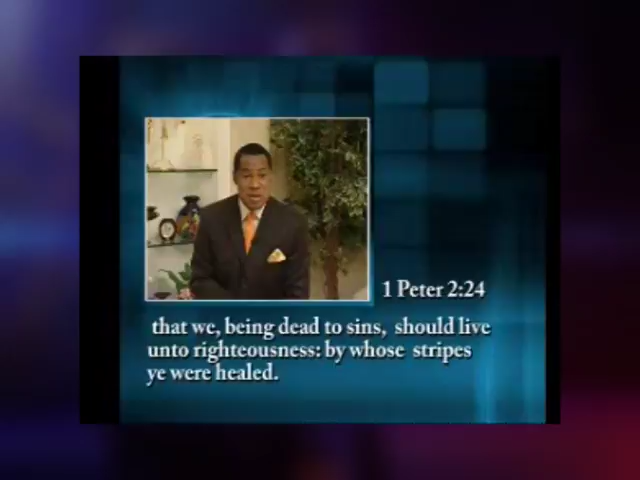 1 Peter 2:24
that we, being dead to sins, should live
unto righteousness: by whose stripes
ye were healed.